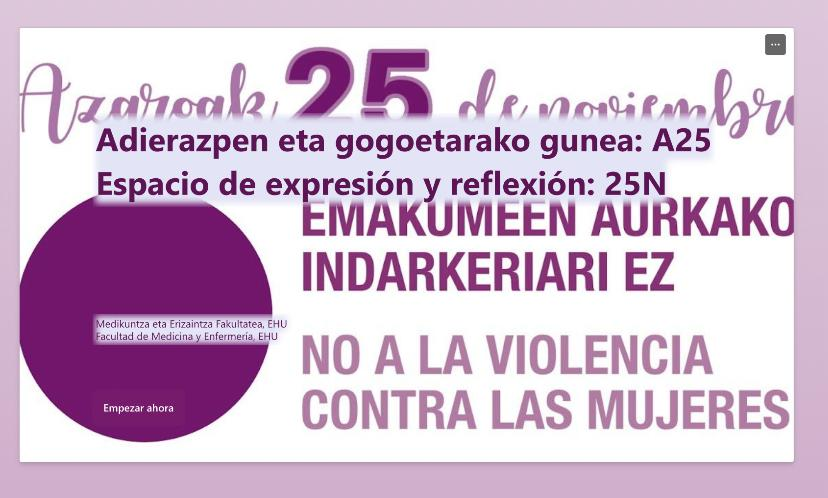 Azaroak 25 de noviembre
Adierazpen eta gogoetarako gunea: A25
Espacio de expresión y reflexión: 25N
EMAKUMEEN AURKAKO
INDARKERIARI EZ
Medikuntza eta Erizaintza Fakultatea, EHU
Facultad de Medicina y Enfermería, EHU
NO A LA VIOLENCIA
CONTRA LAS MUJERES
Empezar ahora